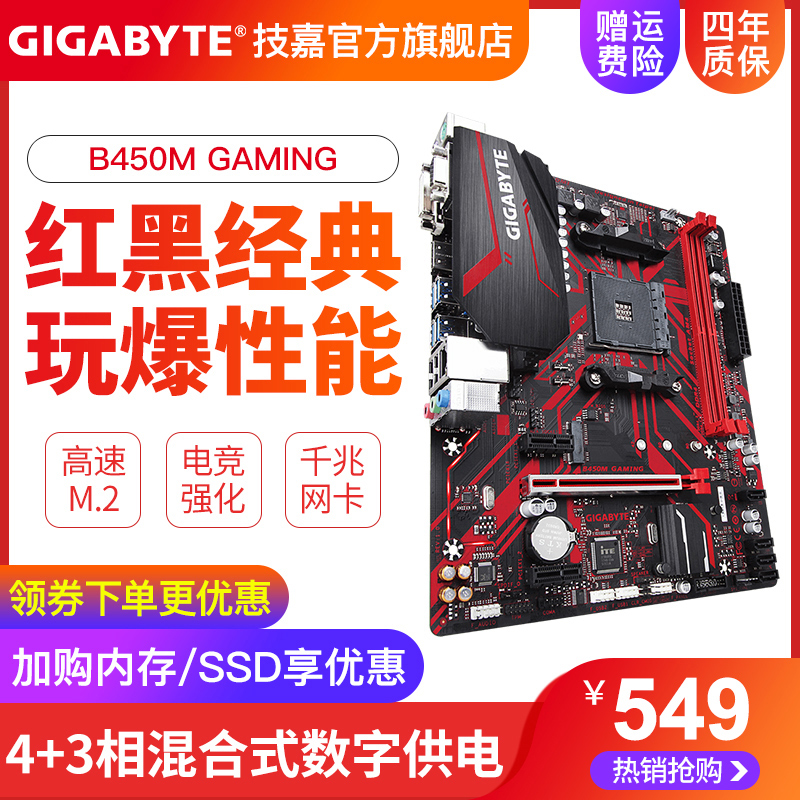 GIGABYTE® 技嘉官方旗舰店
赠运
费险
四年
质保
B450M GAMING
红黑经典
玩爆性能
高速
M.2
电竞
强化
千兆
网卡
GIGABYTE
B450M GAMING
GIGABYTE
iTE
领券下单更优惠
加购内存/SSD享优惠
4+3相混合式数字供电
¥549
热销抢购